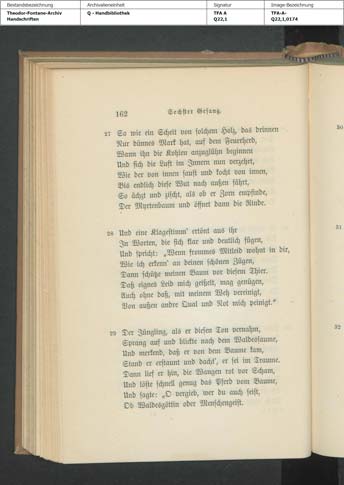 Bestandsbezeichnung
Archivalieneinheit
Signatur
Image-Bezeichnung
Theodor-Fontane-Archiv
Handschriften
Q - Handbibliothek
TFA A
Q22,1
TFA-A-
Q22,1,0174
162 Sechster Gesang.
27 So wie ein Scheit von solchem Holz, das drinnen
Nur dünnes Mark hat, auf dem Feuerherd,
Wann ihn die Kohlen anzuglühn beginnen
Und sich die Luft im Innern nun verzehrt,
Wie der von innen saust und kocht von innen,
Bis endlich diese Wut nach außen fährt,
So ächzt und zischt, als ob er Zorn empfinde,
Der Myrtenbaum und öffnet dann die Rinde.
28 Und eine Klagestimm' ertönt aus ihr
In Worten, die sich klar und deutlich fügen,
Und spricht: „Wenn frommes Mitleid wohnt in dir,
Wie ich erkenn' an deinen schönen Zügen,
Dann schütze meinen Baum vor diesem Thier.
Daß eignes Leid mich geißelt, mag genügen,
Auch ohne daß, mit meinem Weh vereinigt,
Von außen andre Qual und Not mich peinigt.“
29 Der Jüngling, als er diesen Ton vernahm,
Sprang auf und blickte nach dem Waldessaume,
Und merkend, daß er von dem Baume kam,
Stand er erstaunt und dacht', er sei im Traume.
Dann lief er hin, die Wangen rot vor Scham,
Und löste schnell genug das Pferd vom Baume,
Und sagte: „O vergieb, wer du auch seist,
Ob Waldesgöttin oder Menschengeist.
30
31
32